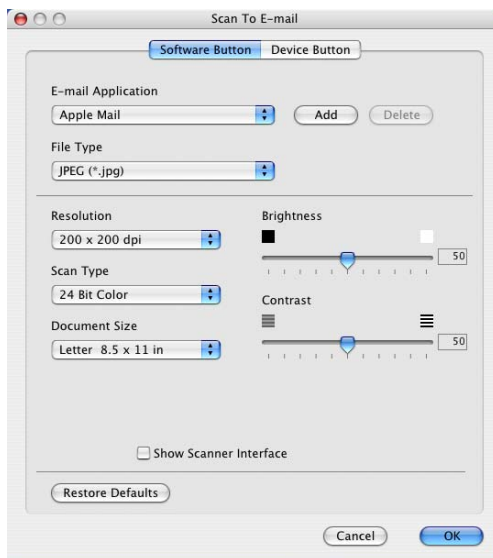 Scan To E-mail
Software Button Device Button
E-mail Application
Apple Mail Add Delete
File Type
JPEG (*.jpg)
Resolution Brightness
200 x 200 dpi 50
Scan Type
24 Bit Color Contrast
Document Size
Letter 8.5 x 11 in 50
Show Scanner Interface
Restore Defaults
Cancel OK